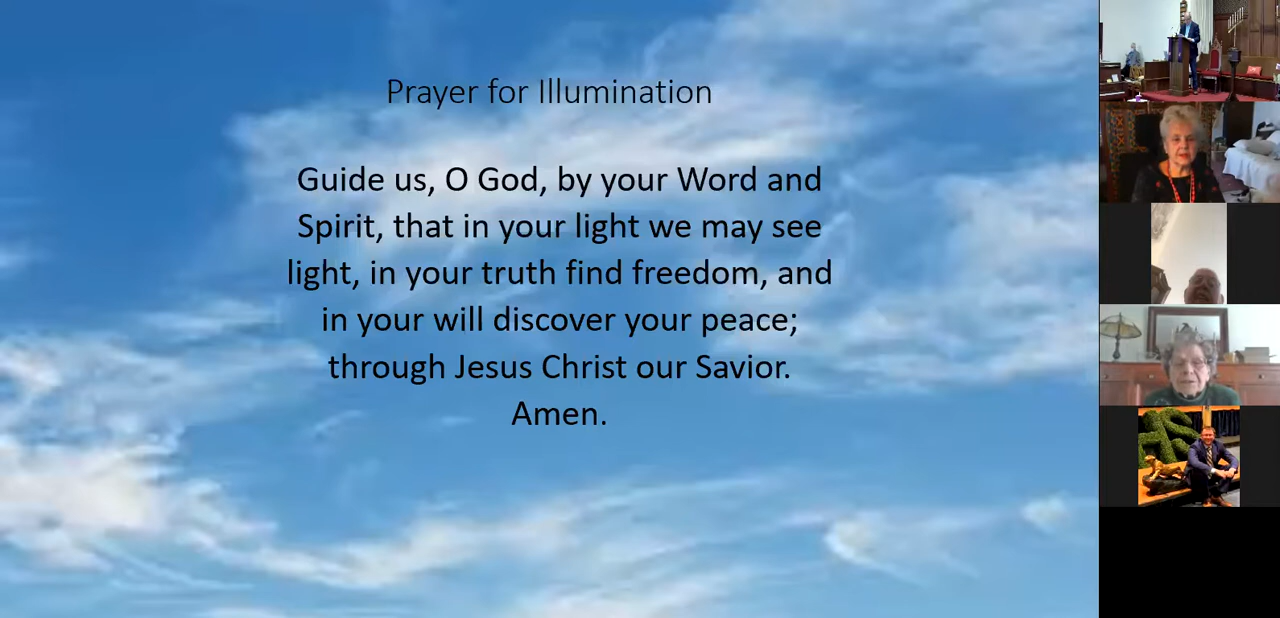 Prayer for Illumination
Guide us, O God, by your Word and
Spirit, that in your light we may see
light, in your truth find freedom, and
in your will discover your peace;
through Jesus Christ our Savior.
Amen.